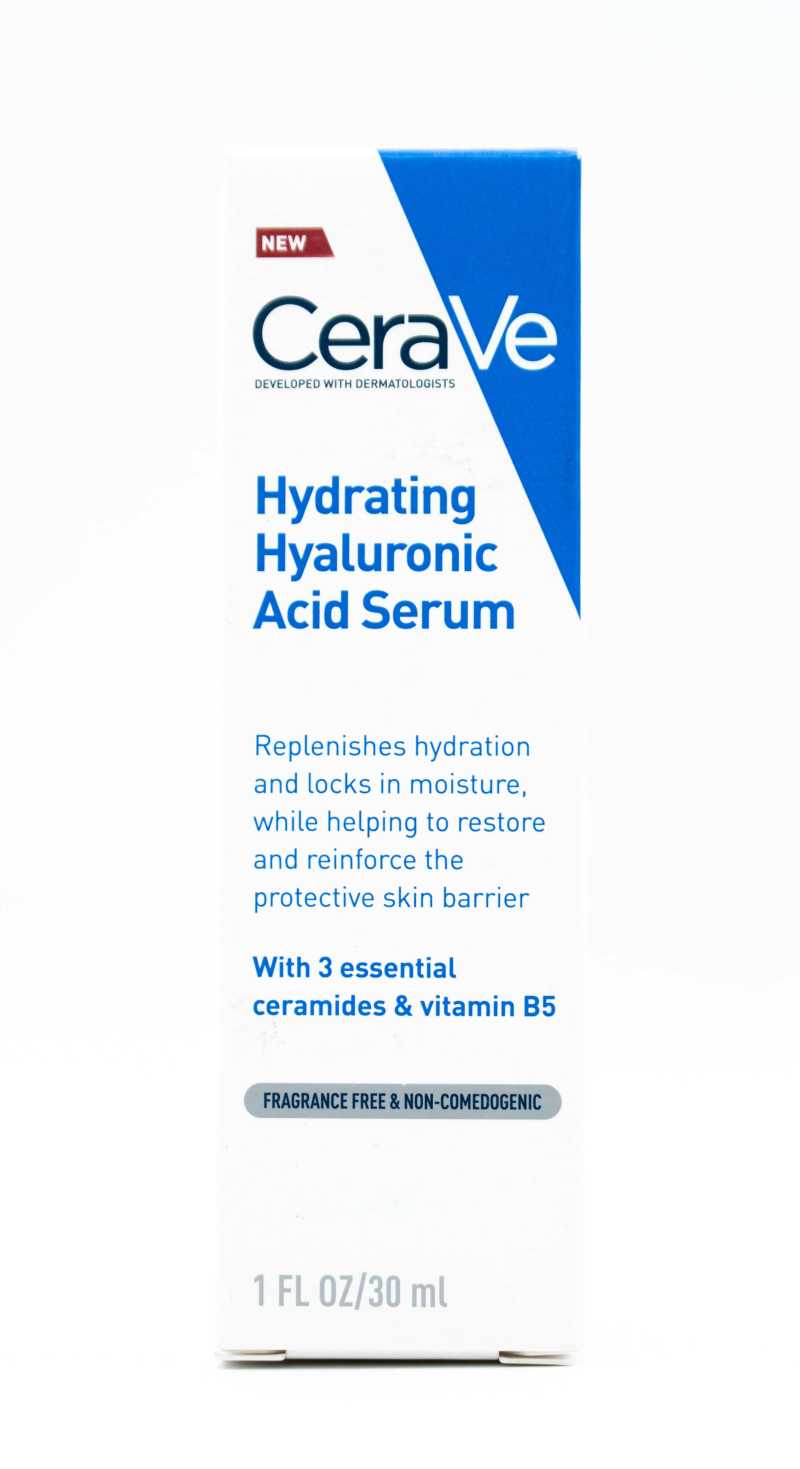 NEW
CeraVe
DEVELOPED WITH DERMATOLOGISTS
Hydrating
Hyaluronic
Acid Serum
Replenishes hydration
and locks in moisture,
while helping to restore
and reinforce the
protective skin barrier
With 3 essential
ceramides & vitamin B5
FRAGRANCE FREE & NON-COMEDOGENIC
1 FL OZ/30 ml